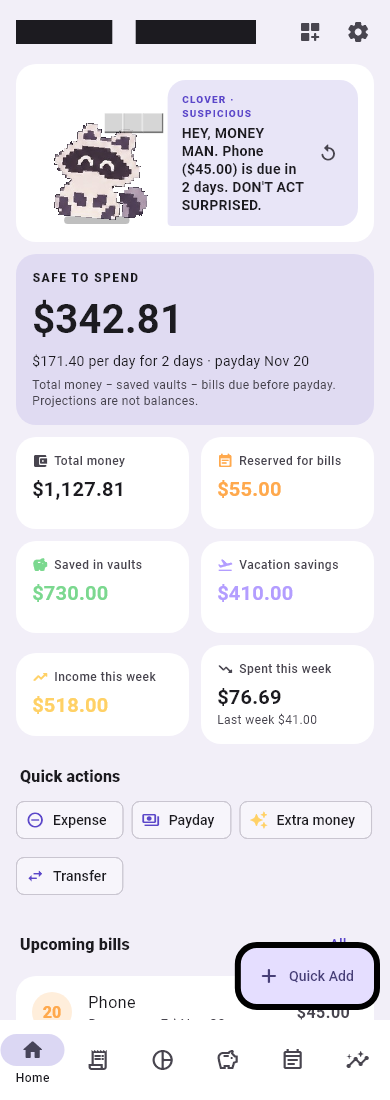 CLOVER ·
SUSPICIOUS
HEY, MONEY
MAN. Phone
($45.00) is due in
2 days. DON'T ACT
SURPRISED.
SAFE TO SPEND
$342.81
$171.40 per day for 2 days · payday Nov 20
Total money − saved vaults − bills due before payday.
Projections are not balances.
Total money
$1,127.81
Reserved for bills
$55.00
Saved in vaults
$730.00
Vacation savings
$410.00
Income this week
$518.00
Spent this week
$76.69
Last week $41.00
Quick actions
Expense
Payday
Extra money
Transfer
Upcoming bills
Quick Add
20
Phone
$45.00
Home